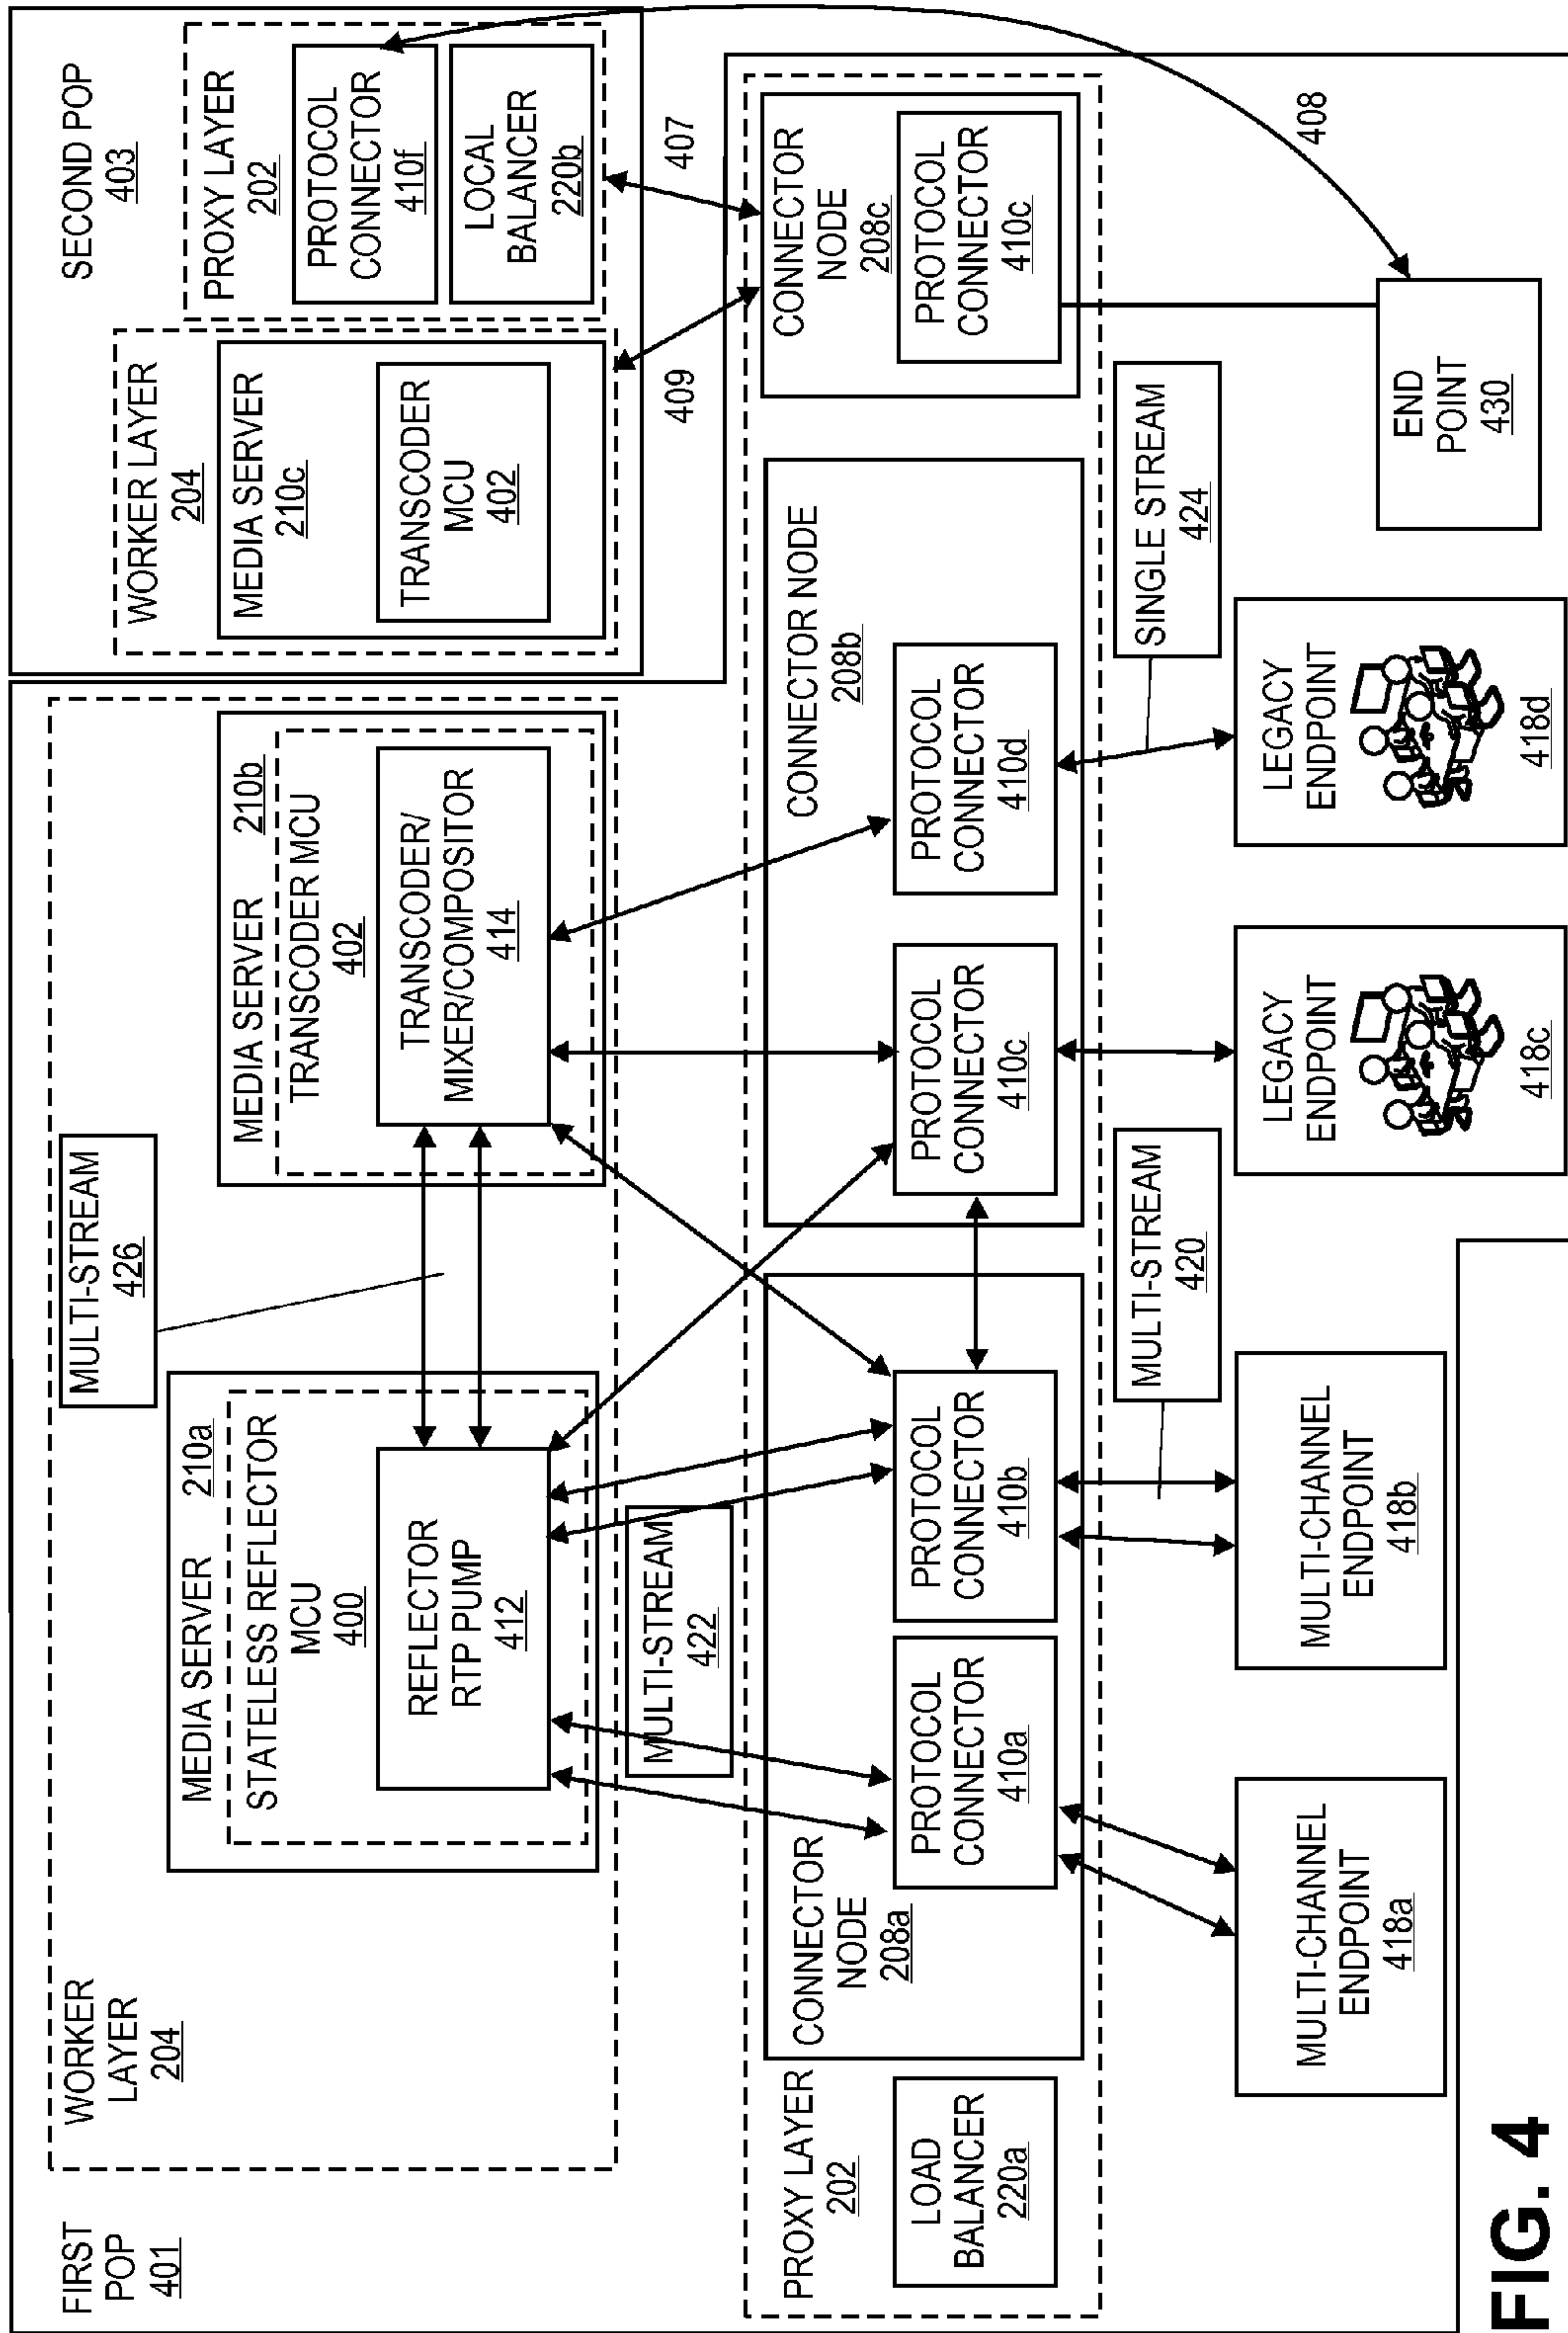 FIRST
POP
401
WORKER
LAYER
204
MEDIA SERVER 210a
STATELESS REFLECTOR
MCU
400
REFLECTOR
RTP PUMP
412
MULTI-STREAM
426
MEDIA SERVER 210b
TRANSCODER MCU
402
TRANSCODER/
MIXER/COMPOSITOR
414
MULTI-STREAM
422
PROXY LAYER
202
LOAD
BALANCER
220a
CONNECTOR
NODE
208a
PROTOCOL
CONNECTOR
410a
PROTOCOL
CONNECTOR
410b
CONNECTOR NODE
208b
PROTOCOL
CONNECTOR
410c
PROTOCOL
CONNECTOR
410d
CONNECTOR
NODE
208c
PROTOCOL
CONNECTOR
410c
SECOND POP
403
WORKER LAYER
204
MEDIA SERVER
210c
TRANSCODER
MCU
402
PROXY LAYER
202
PROTOCOL
CONNECTOR
410f
LOCAL
BALANCER
220b
409
407
408
MULTI-CHANNEL
ENDPOINT
418a
MULTI-CHANNEL
ENDPOINT
418b
MULTI-STREAM
420
LEGACY
ENDPOINT
418c
LEGACY
ENDPOINT
418d
SINGLE STREAM
424
END
POINT
430
FIG. 4